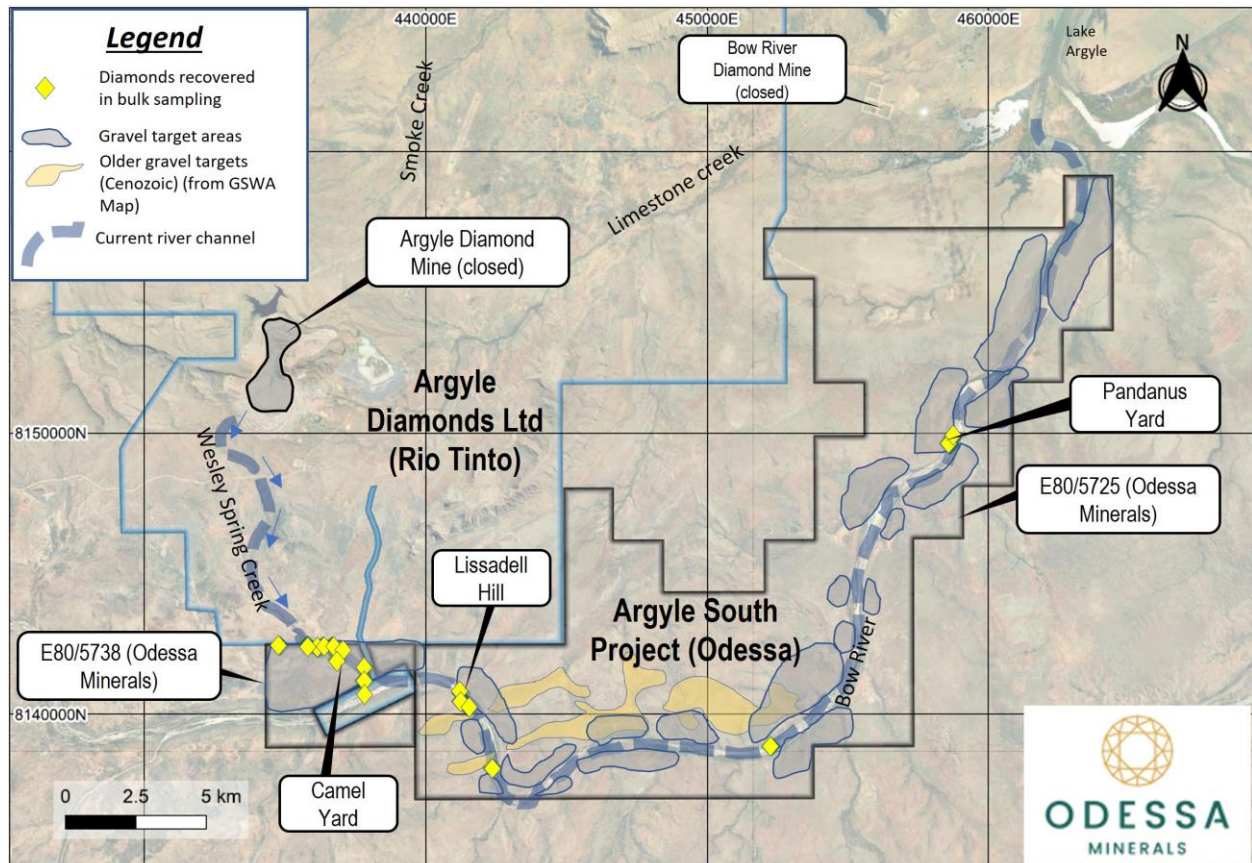 Legend
Diamonds recovered
in bulk sampling
Gravel target areas
Older gravel targets
(Cenozoic) (from GSWA
Map)
Current river channel
440000E
450000E
460000E
Lake
Argyle
N
Bow River
Diamond Mine
(closed)
Smoke Creek
Limestone creek
Argyle Diamond
Mine (closed)
Argyle
Diamonds Ltd
(Rio Tinto)
Pandanus
Yard
8150000N
Wesley Spring Creek
E80/5725 (Odessa
Minerals)
Lissadell
Hill
Argyle South
Project (Odessa)
Bow River
E80/5738 (Odessa
Minerals)
8140000N
Camel
Yard
0 2.5 5 km
ODESSA
MINERALS